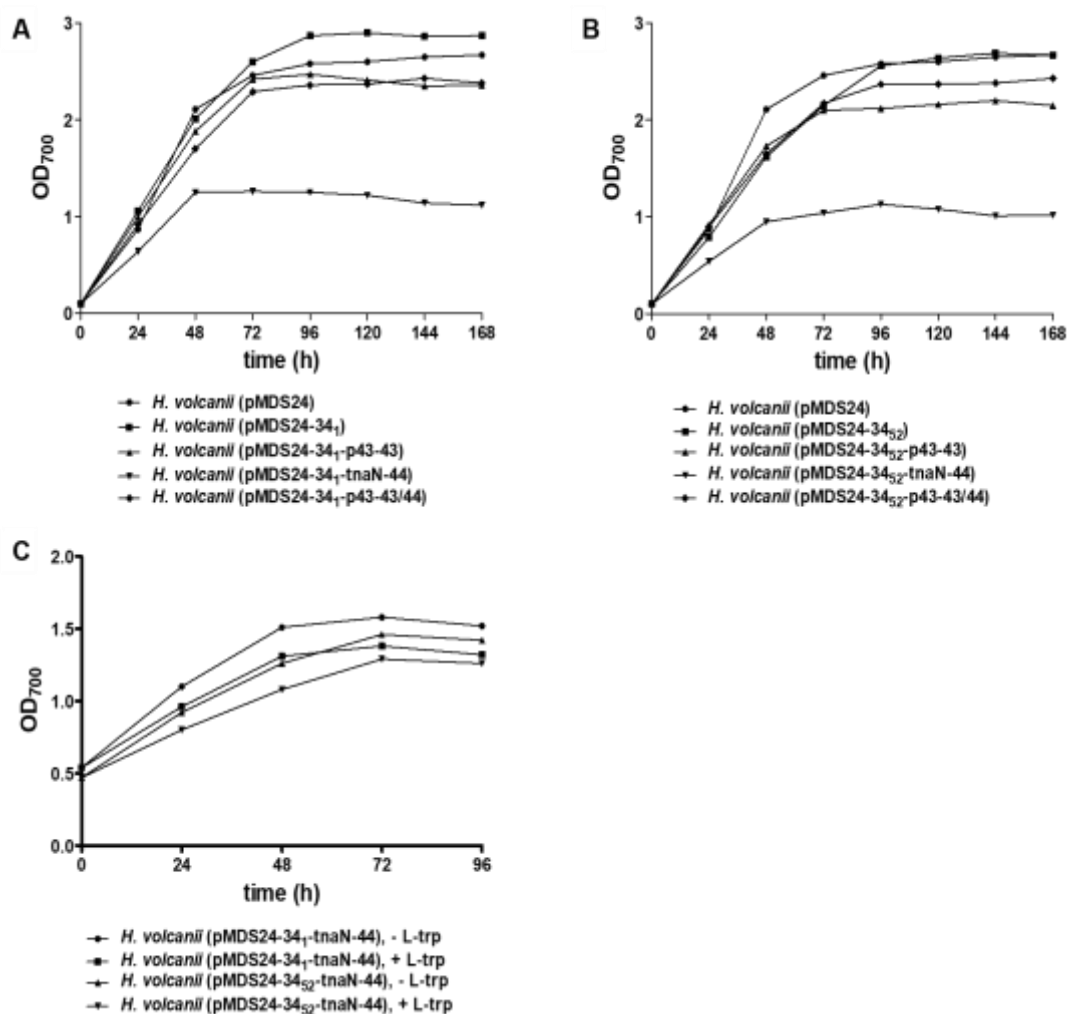 A
3
2
1
0
OD700
0 24 48 72 96 120 144 168
time (h)
H. volcanii (pMDS24)
H. volcanii (pMDS24-34₁)
H. volcanii (pMDS24-34₁-p43-43)
H. volcanii (pMDS24-34₁-tnaN-44)
H. volcanii (pMDS24-34₁-p43-43/44)
B
3
2
1
0
OD700
0 24 48 72 96 120 144 168
time (h)
H. volcanii (pMDS24)
H. volcanii (pMDS24-34₅₂)
H. volcanii (pMDS24-34₅₂-p43-43)
H. volcanii (pMDS24-34₅₂-tnaN-44)
H. volcanii (pMDS24-34₅₂-p43-43/44)
C
2.0
1.5
1.0
0.5
0.0
OD700
0 24 48 72 96
time (h)
H. volcanii (pMDS24-34₁-tnaN-44), - L-trp
H. volcanii (pMDS24-34₁-tnaN-44), + L-trp
H. volcanii (pMDS24-34₅₂-tnaN-44), - L-trp
H. volcanii (pMDS24-34₅₂-tnaN-44), + L-trp